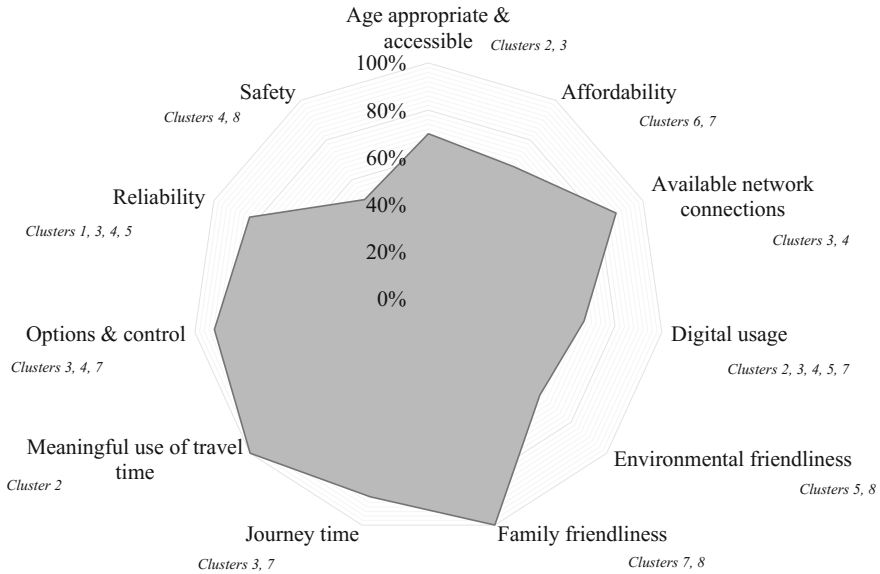 Age appropriate &
accessible
Clusters 2, 3
100%
80%
60%
40%
20%
0%
Affordability
Clusters 6, 7
Available network
connections
Clusters 3, 4
Digital usage
Clusters 2, 3, 4, 5, 7
Environmental friendliness
Clusters 5, 8
Family friendliness
Clusters 7, 8
Journey time
Clusters 3, 7
Meaningful use of travel
time
Cluster 2
Options & control
Clusters 3, 4, 7
Reliability
Clusters 1, 3, 4, 5
Safety
Clusters 4, 8